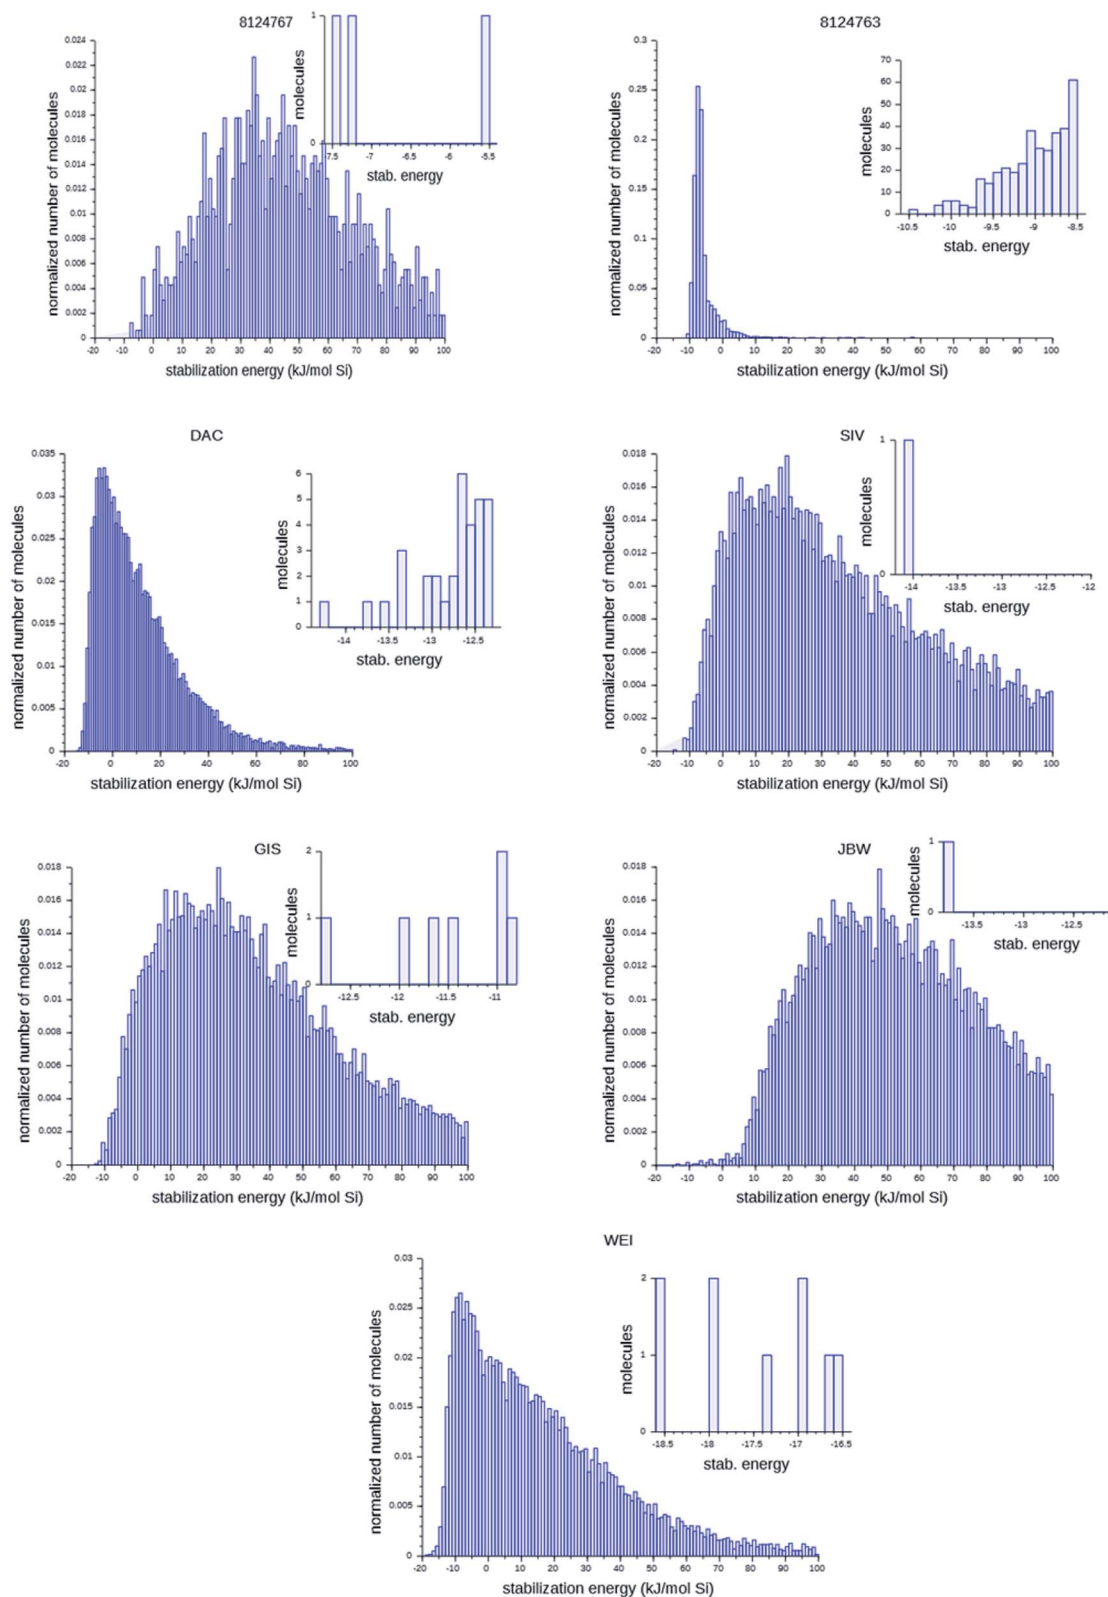 8124767
normalized number of molecules
0.024
0.022
0.02
0.018
0.016
0.014
0.012
0.01
0.008
0.006
0.004
0.002
0
-20 -10 0 10 20 30 40 50 60 70 80 90 100
stabilization energy (kJ/mol Si)
molecules
1
0
-7.5 -7 -6.5 -6 -5.5
stab. energy
8124763
normalized number of molecules
0.3
0.25
0.2
0.15
0.1
0.05
0
-20 -10 0 10 20 30 40 50 60 70 80 90 100
stabilization energy (kJ/mol Si)
molecules
70
60
50
40
30
20
10
0
-10.5 -10 -9.5 -9 -8.5
stab. energy
DAC
normalized number of molecules
0.035
0.03
0.025
0.02
0.015
0.01
0.005
0
-20 0 20 40 60 80 100
stabilization energy (kJ/mol Si)
molecules
6
5
4
3
2
1
0
-14 -13.5 -13 -12.5
stab. energy
SIV
normalized number of molecules
0.018
0.016
0.014
0.012
0.01
0.008
0.006
0.004
0.002
0
-20 -10 0 10 20 30 40 50 60 70 80 90 100
stabilization energy (kJ/mol Si)
molecules
1
0
-14 -13.5 -13 -12.5 -12
stab. energy
GIS
normalized number of molecules
0.018
0.016
0.014
0.012
0.01
0.008
0.006
0.004
0.002
0
-20 -10 0 10 20 30 40 50 60 70 80 90 100
stabilization energy (kJ/mol Si)
molecules
2
1
0
-12.5 -12 -11.5 -11
stab. energy
JBW
normalized number of molecules
0.018
0.016
0.014
0.012
0.01
0.008
0.006
0.004
0.002
0
-20 -10 0 10 20 30 40 50 60 70 80 90 100
stabilization energy (kJ/mol Si)
molecules
1
0
-13.5 -13 -12.5
stab. energy
WEI
normalized number of molecules
0.03
0.025
0.02
0.015
0.01
0.005
0
-20 -10 0 10 20 30 40 50 60 70 80 90 100
stabilization energy (kJ/mol Si)
molecules
2
1
0
-18.5 -18 -17.5 -17 -16.5
stab. energy